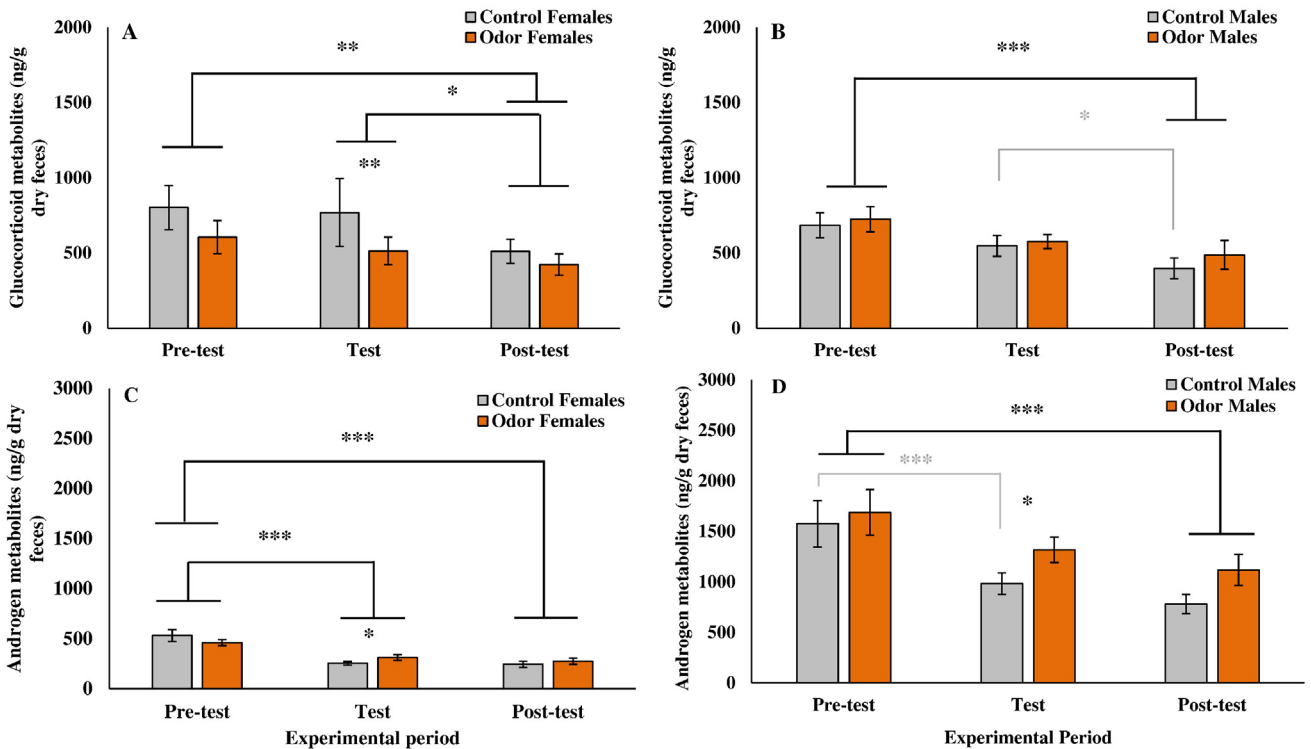 A
Control Females
Odor Females
Glucocorticoid metabolites (ng/g
dry feces)
2000
1500
1000
500
0
**
*
**
Pre-test
Test
Post-test
B
Control Males
Odor Males
Glucocorticoid metabolites (ng/g
dry feces)
2000
1500
1000
500
0
***
*
Pre-test
Test
Post-test
C
Control Females
Odor Females
Androgen metabolites (ng/g dry
feces)
3000
2500
2000
1500
1000
500
0
***
***
*
Pre-test
Test
Post-test
Experimental period
D
Control Males
Odor Males
Androgen metabolites (ng/g dry feces)
3000
2500
2000
1500
1000
500
0
***
***
*
Pre-test
Test
Post-test
Experimental Period